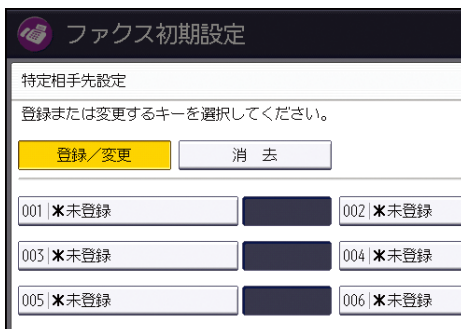 ファクス初期設定
特定相手先設定
登録または変更するキーを選択してください。
登録／変更 消 去
001 ✱未登録 002 ✱未登録
003 ✱未登録 004 ✱未登録
005 ✱未登録 006 ✱未登録